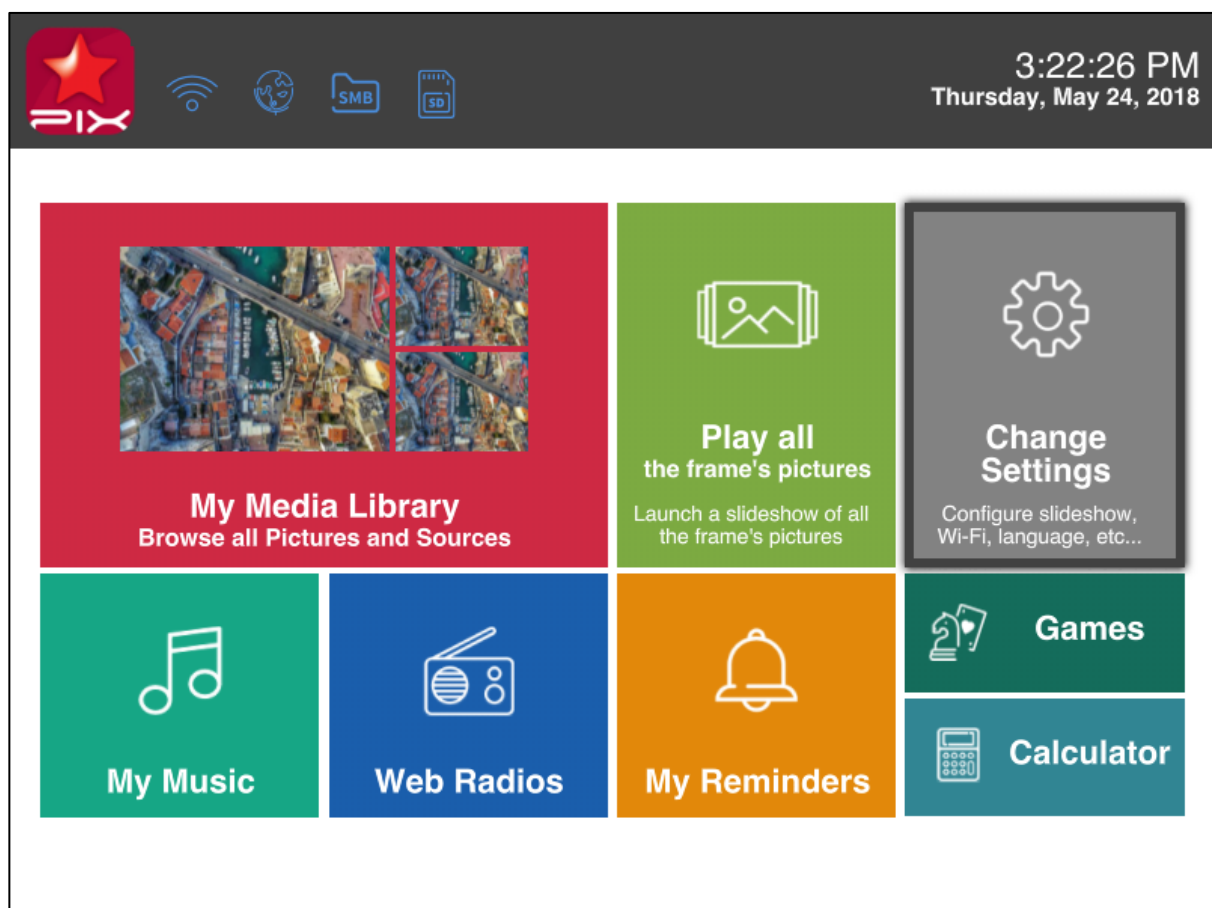 PIX
SMB
SD
3:22:26 PM
Thursday, May 24, 2018
My Media Library
Browse all Pictures and Sources
Play all
the frame's pictures
Launch a slideshow of all
the frame's pictures
Change
Settings
Configure slideshow,
Wi-Fi, language, etc...
My Music
Web Radios
My Reminders
Games
Calculator